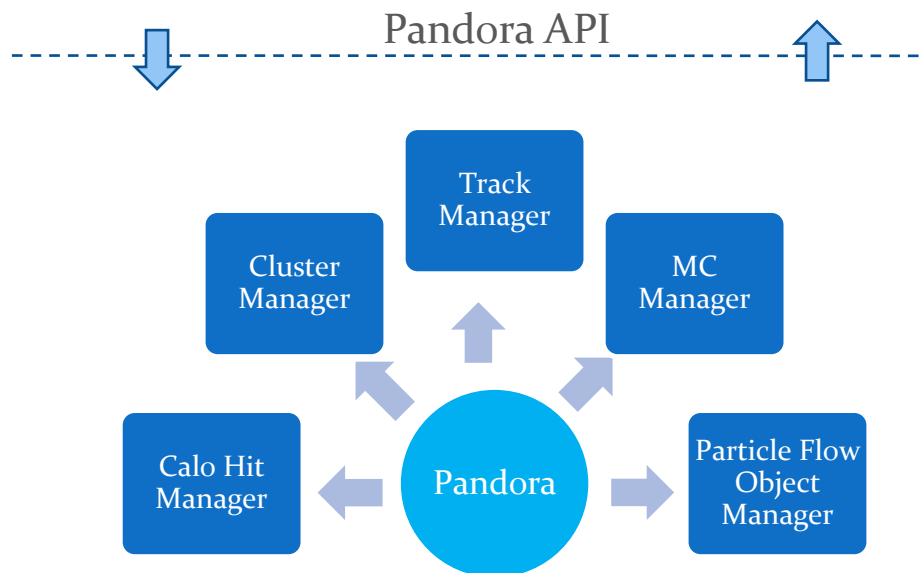 Pandora API
Track
Manager
Cluster
Manager
MC
Manager
Calo Hit
Manager
Pandora
Particle Flow
Object
Manager